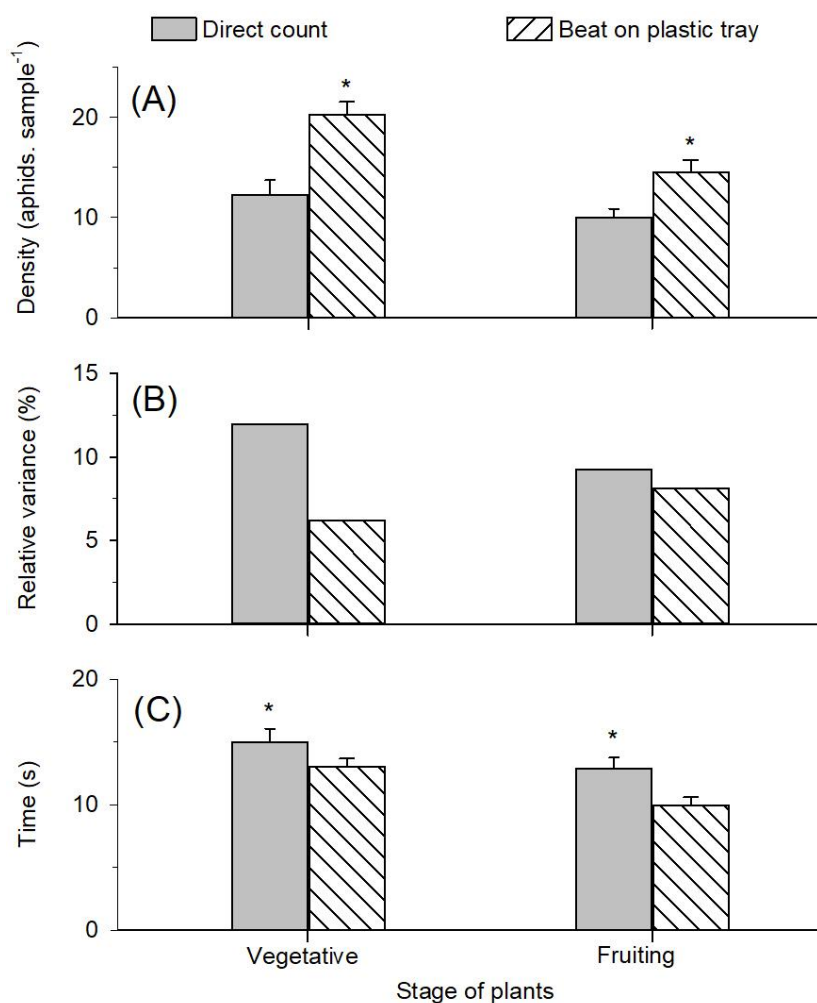 Direct count
Beat on plastic tray
(A)
Density (aphids. sample⁻¹)
20
10
0
*
*
(B)
Relative variance (%)
15
10
5
0
(C)
Time (s)
20
10
0
*
*
Vegetative
Fruiting
Stage of plants